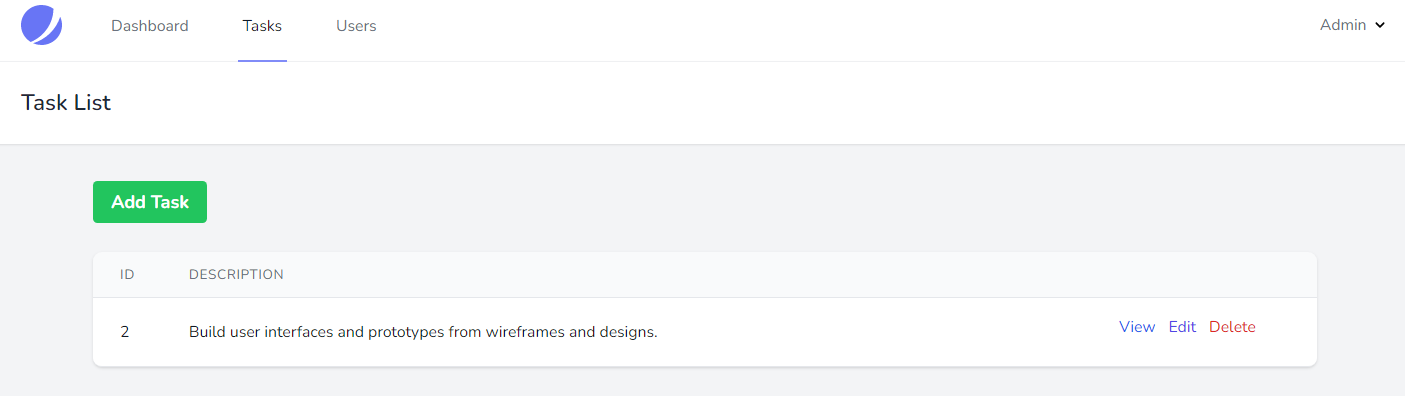 Dashboard Tasks Users Admin
Task List
Add Task
ID DESCRIPTION
2 Build user interfaces and prototypes from wireframes and designs. View Edit Delete